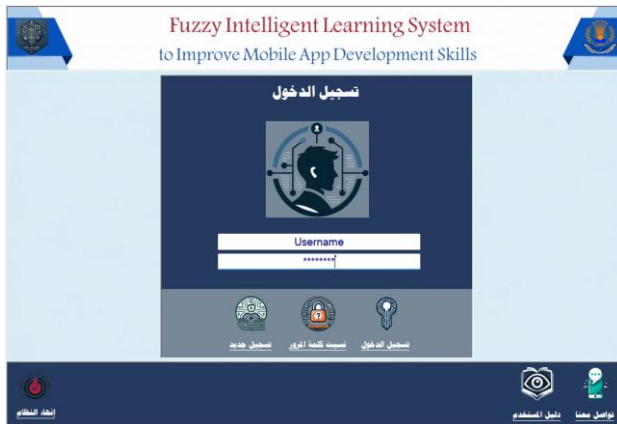 Fuzzy Intelligent Learning System
to Improve Mobile App Development Skills
تسجيل الدخول
Username
********
تسجيل الدخول
نسيت كلمة المرور
تسجيل جديد
تواصل معنا
دليل المستخدم
إنهاء النظام